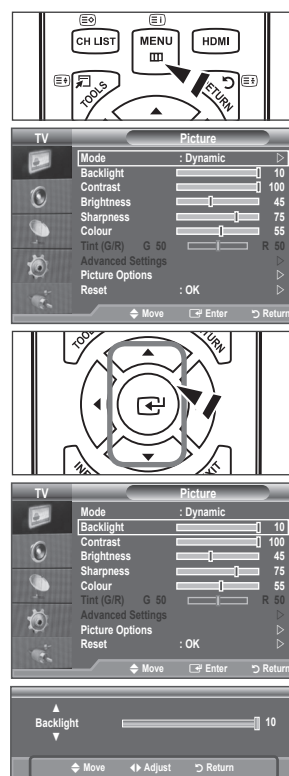 CH LIST MENU HDMI
TOOLS RETURN
TV Picture
Mode : Dynamic
Backlight 10
Contrast 100
Brightness 45
Sharpness 75
Colour 55
Tint (G/R) G 50 R 50
Advanced Settings
Picture Options
Reset : OK
Move Enter Return
TV Picture
Mode : Dynamic
Backlight 10
Contrast 100
Brightness 45
Sharpness 75
Colour 55
Tint (G/R) G 50 R 50
Advanced Settings
Picture Options
Reset : OK
Move Enter Return
Backlight 10
Move Adjust Return